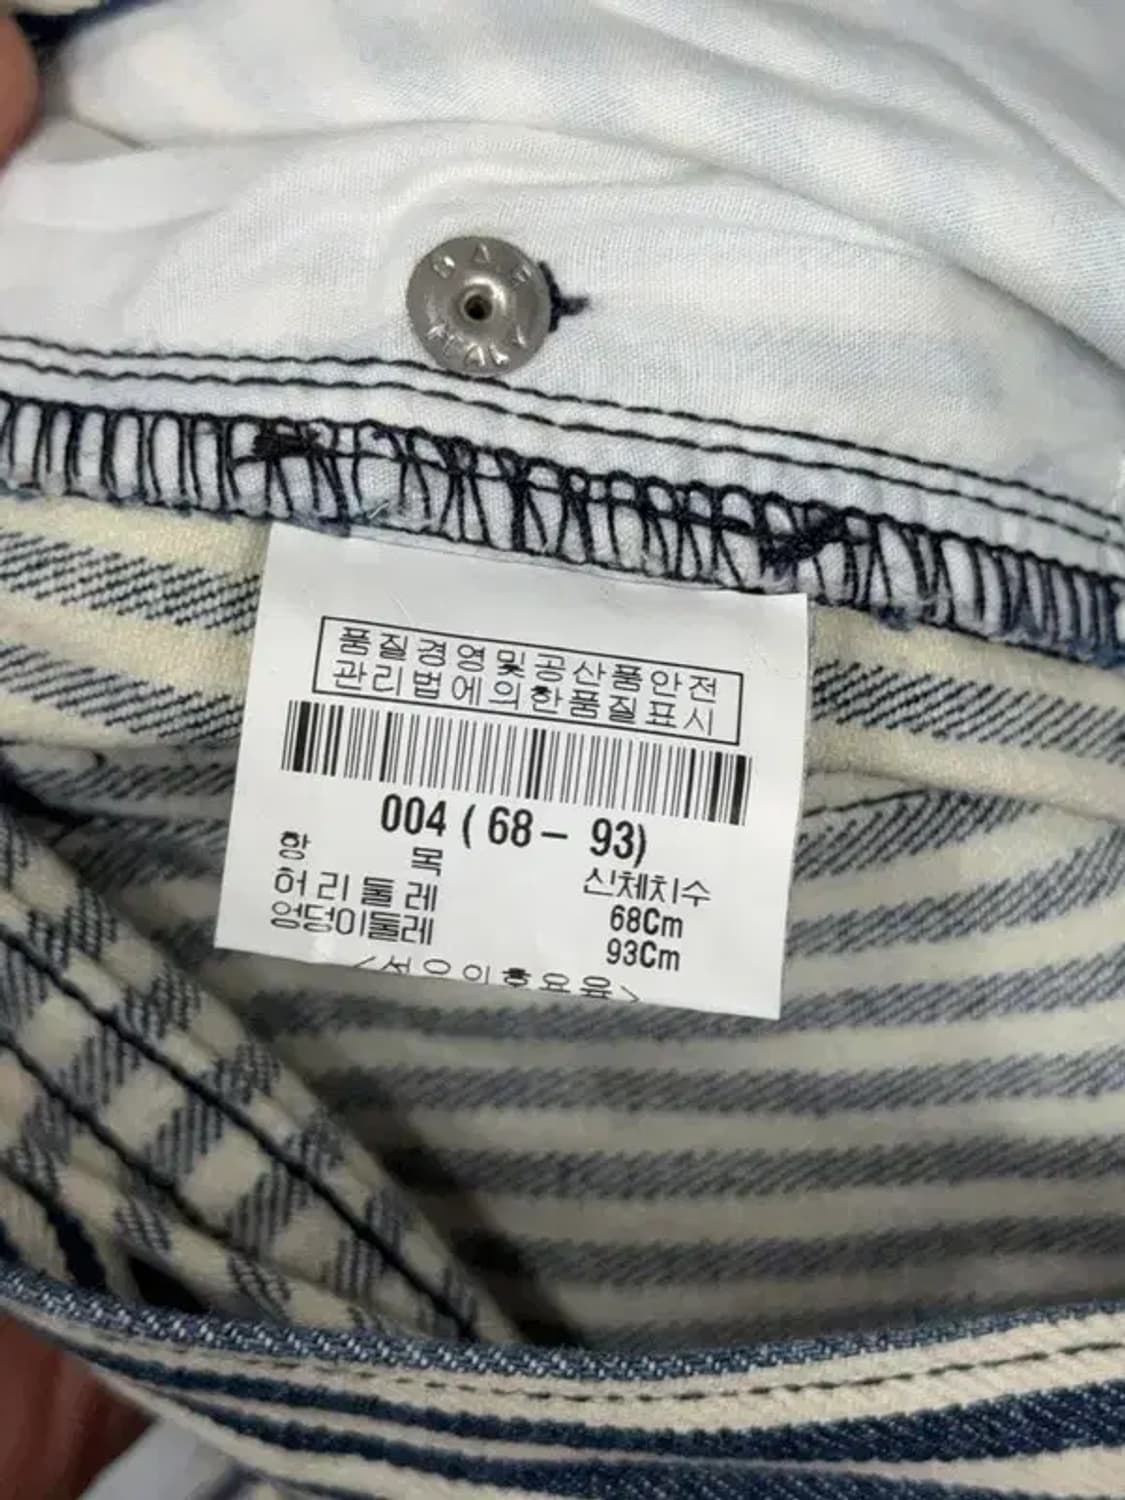 BAP
ITALY
품질경영및공산품안전
관리법에의한품질표시
004 ( 68 – 93)
항 목 신체치수
허리둘레 68Cm
엉덩이둘레 93Cm